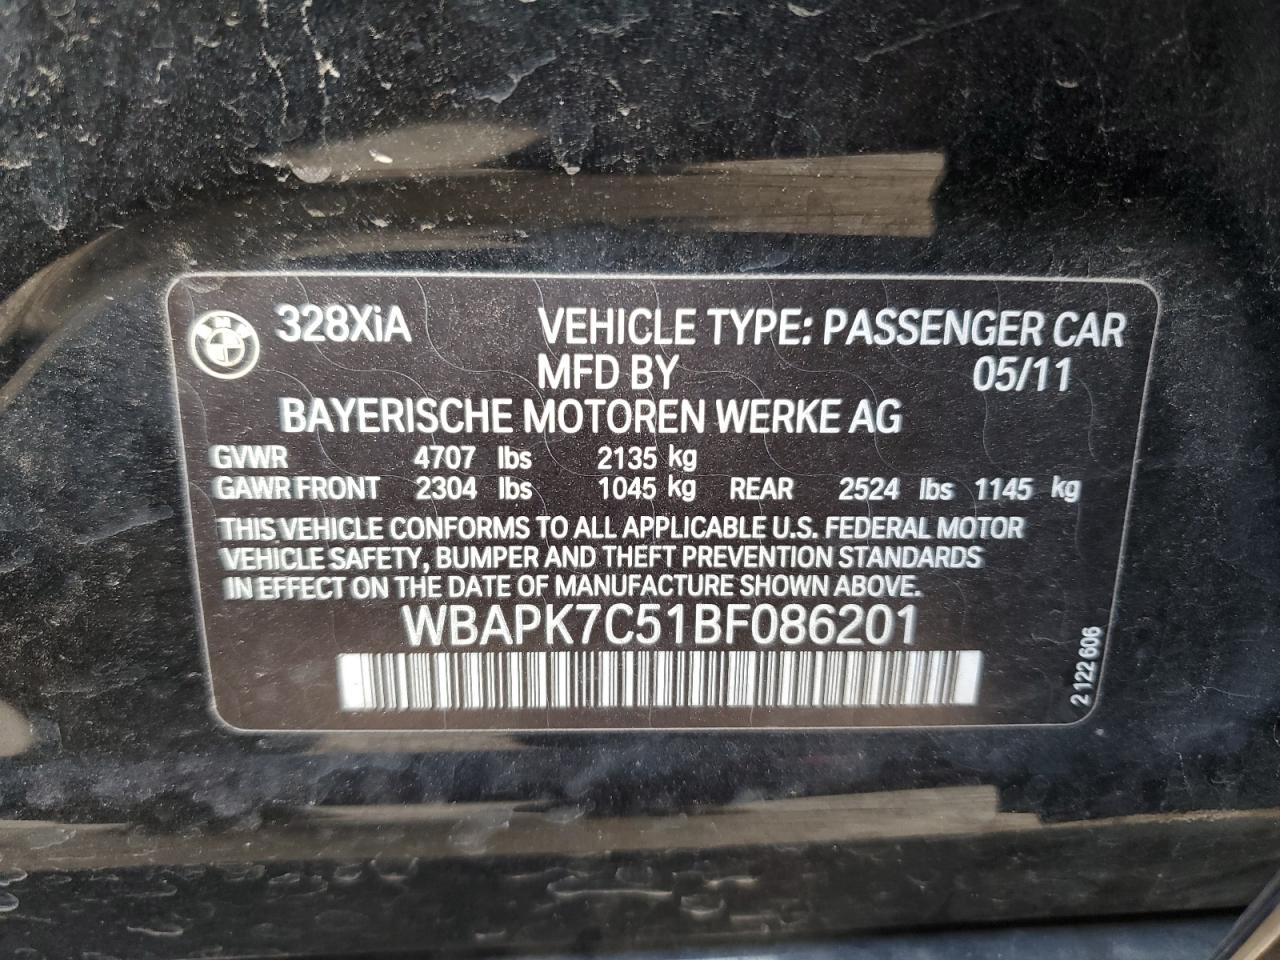 328XiA VEHICLE TYPE: PASSENGER CAR
MFD BY 05/11
BAYERISCHE MOTOREN WERKE AG
GVWR 4707 lbs 2135 kg
GAWR FRONT 2304 lbs 1045 kg REAR 2524 lbs 1145 kg
THIS VEHICLE CONFORMS TO ALL APPLICABLE U.S. FEDERAL MOTOR
VEHICLE SAFETY, BUMPER AND THEFT PREVENTION STANDARDS
IN EFFECT ON THE DATE OF MANUFACTURE SHOWN ABOVE.
WBAPK7C51BF086201
2 122 606